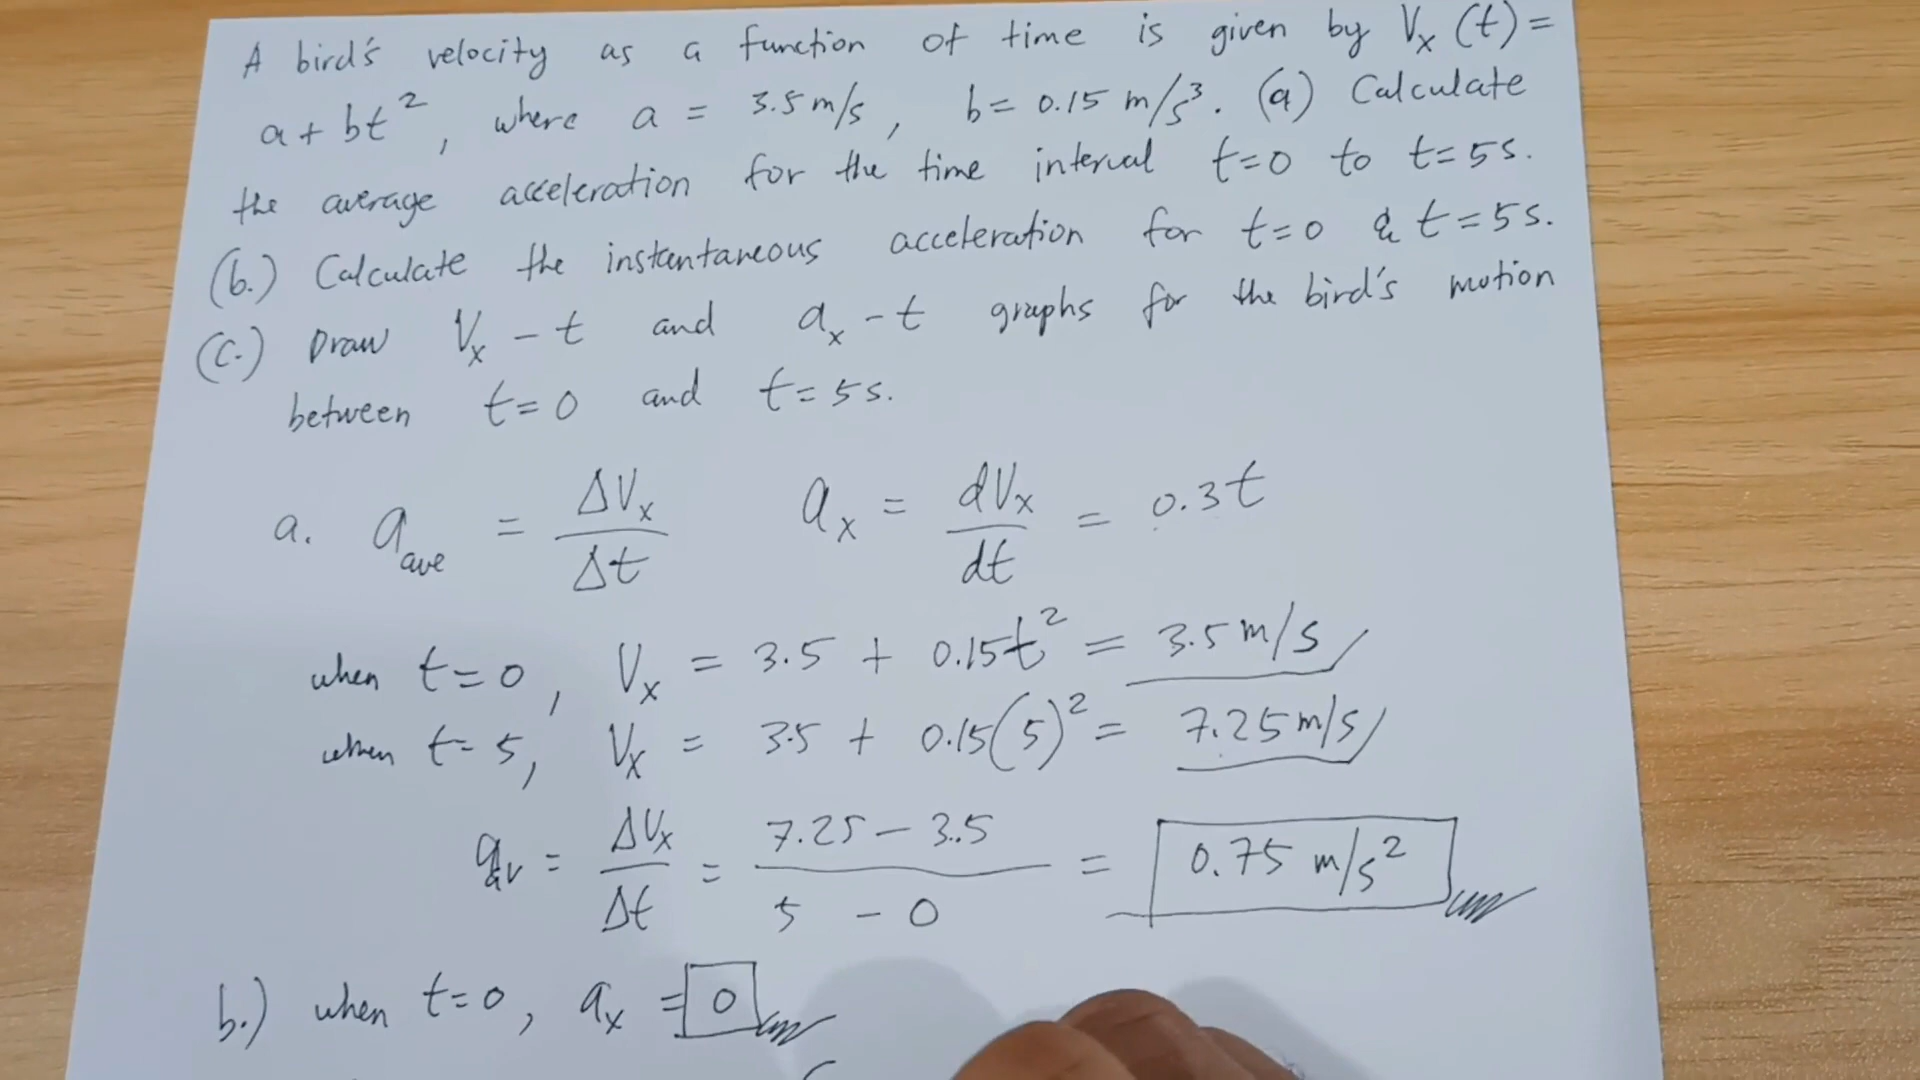 A bird's velocity as a function of time is given by Vx (t) =
a + bt², where a = 3.5 m/s, b = 0.15 m/s³. (a) Calculate
the average acceleration for the time interval t=0 to t=5s.
(b.) Calculate the instantaneous acceleration for t=0 & t=5s.
(c.) Draw Vx - t and ax - t graphs for the bird's motion
between t=0 and t=5s.
a. a ave = ΔVx / Δt ax = dVx / dt = 0.3t
when t=0, Vx = 3.5 + 0.15t² = 3.5 m/s
when t=5, Vx = 3.5 + 0.15(5)² = 7.25 m/s
aav = ΔVx / Δt = 7.25 - 3.5 / 5 - 0 = 0.75 m/s²
b.) when t=0, ax = 0